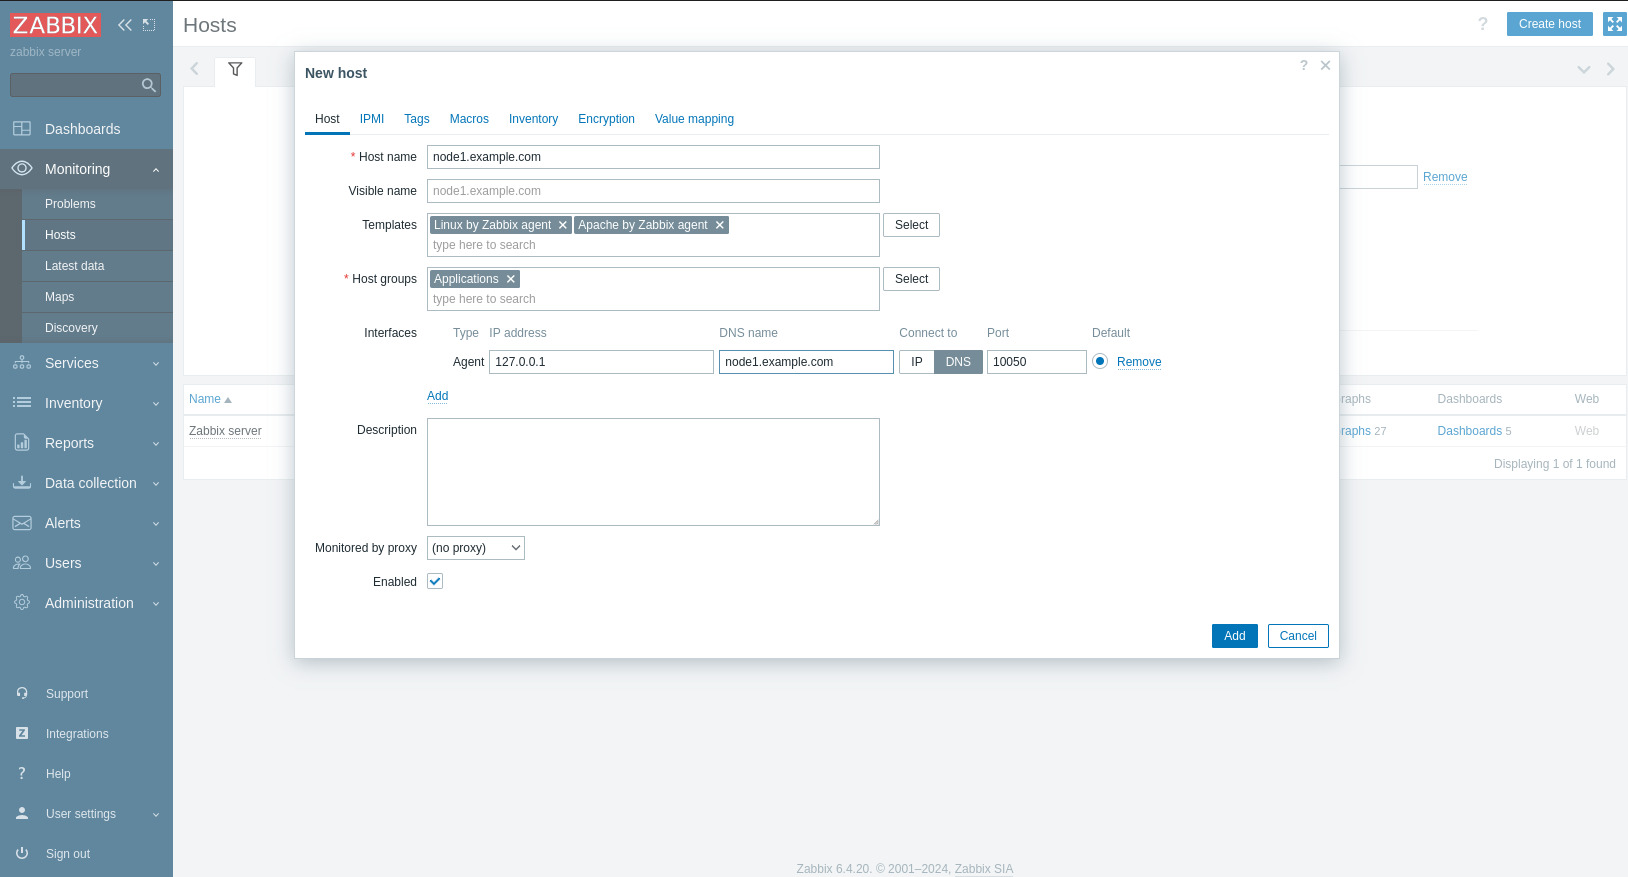 ZABBIX
zabbix server
Dashboards
Monitoring
Problems
Hosts
Latest data
Maps
Discovery
Services
Inventory
Reports
Data collection
Alerts
Users
Administration
Support
Integrations
Help
User settings
Sign out
Hosts
? Create host
New host ?
Host IPMI Tags Macros Inventory Encryption Value mapping
* Host name node1.example.com
Visible name node1.example.com
Templates Linux by Zabbix agent Apache by Zabbix agent Select
type here to search
* Host groups Applications Select
type here to search
Interfaces Type IP address DNS name Connect to Port Default
Agent 127.0.0.1 node1.example.com IP DNS 10050 Remove
Add
Description
Monitored by proxy (no proxy)
Enabled
Add Cancel
Remove
Name raphs Dashboards Web
Zabbix server raphs 27 Dashboards 5 Web
Displaying 1 of 1 found
Zabbix 6.4.20. © 2001–2024, Zabbix SIA